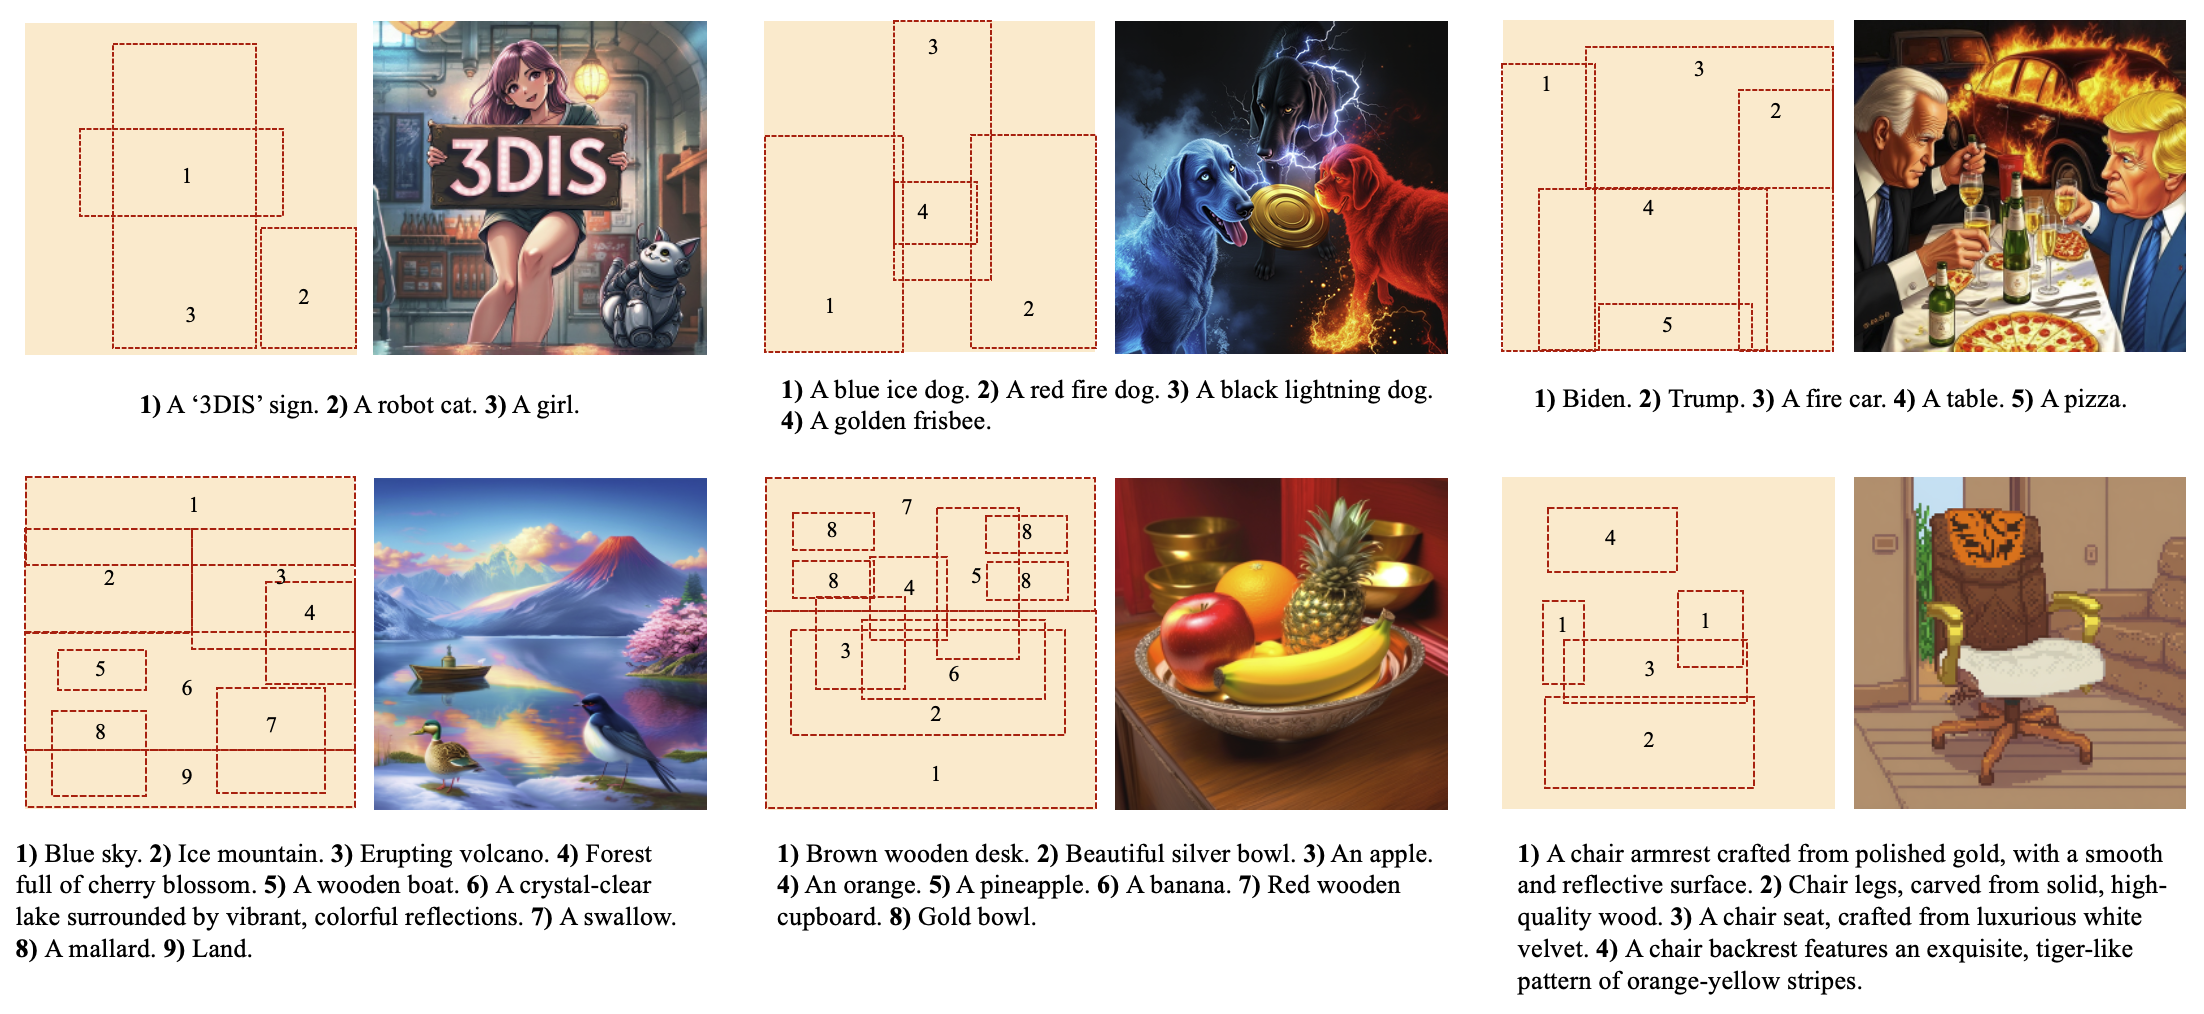 1
2
3
3DIS
1) A ‘3DIS’ sign. 2) A robot cat. 3) A girl.
3
4
1
2
1) A blue ice dog. 2) A red fire dog. 3) A black lightning dog.
4) A golden frisbee.
3
1
2
4
5
1) Biden. 2) Trump. 3) A fire car. 4) A table. 5) A pizza.
1
2
3
4
5
6
7
8
9
1) Blue sky. 2) Ice mountain. 3) Erupting volcano. 4) Forest
full of cherry blossom. 5) A wooden boat. 6) A crystal-clear
lake surrounded by vibrant, colorful reflections. 7) A swallow.
8) A mallard. 9) Land.
7
8
8
8
4
5
8
3
6
2
1
1) Brown wooden desk. 2) Beautiful silver bowl. 3) An apple.
4) An orange. 5) A pineapple. 6) A banana. 7) Red wooden
cupboard. 8) Gold bowl.
4
1
1
3
2
1) A chair armrest crafted from polished gold, with a smooth
and reflective surface. 2) Chair legs, carved from solid, high-
quality wood. 3) A chair seat, crafted from luxurious white
velvet. 4) A chair backrest features an exquisite, tiger-like
pattern of orange-yellow stripes.